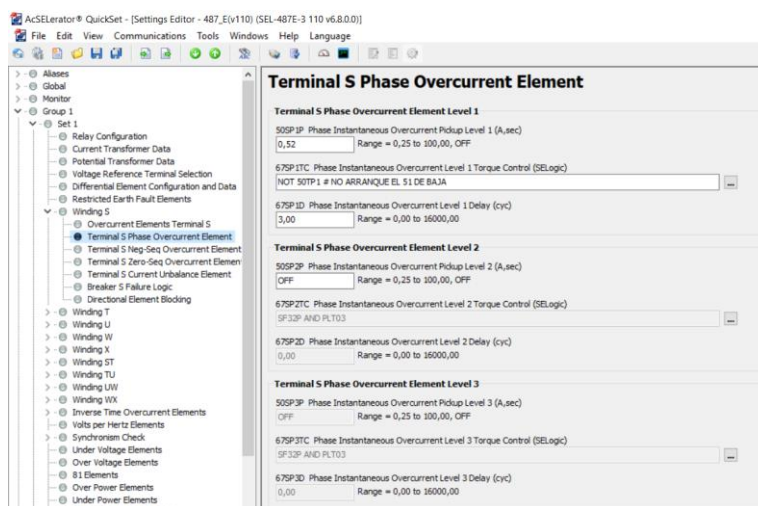 AcSELerator® QuickSet - [Settings Editor - 487_E(v110) (SEL-487E-3 110 v6.8.0.0)]
File Edit View Communications Tools Windows Help Language
Aliases
Global
Monitor
Group 1
Set 1
Relay Configuration
Current Transformer Data
Potential Transformer Data
Voltage Reference Terminal Selection
Differential Element Configuration and Data
Restricted Earth Fault Elements
Winding S
Overcurrent Elements Terminal S
Terminal S Phase Overcurrent Element
Terminal S Neg-Seq Overcurrent Element
Terminal S Zero-Seq Overcurrent Elemen
Terminal S Current Unbalance Element
Breaker S Failure Logic
Directional Element Blocking
Winding T
Winding U
Winding W
Winding X
Winding ST
Winding TU
Winding UW
Winding WX
Inverse Time Overcurrent Elements
Volts per Hertz Elements
Synchronism Check
Under Voltage Elements
Over Voltage Elements
81 Elements
Over Power Elements
Under Power Elements
Terminal S Phase Overcurrent Element
Terminal S Phase Overcurrent Element Level 1
50SP1P Phase Instantaneous Overcurrent Pickup Level 1 (A,sec)
0,52 Range = 0,25 to 100,00, OFF
67SP1TC Phase Instantaneous Overcurrent Level 1 Torque Control (SELogic)
NOT 50TP1 # NO ARRANQUE EL 51 DE BAJA
...
67SP1D Phase Instantaneous Overcurrent Level 1 Delay (cyc)
3,00 Range = 0,00 to 16000,00
Terminal S Phase Overcurrent Element Level 2
50SP2P Phase Instantaneous Overcurrent Pickup Level 2 (A,sec)
OFF Range = 0,25 to 100,00, OFF
67SP2TC Phase Instantaneous Overcurrent Level 2 Torque Control (SELogic)
SF32P AND PLT03
...
67SP2D Phase Instantaneous Overcurrent Level 2 Delay (cyc)
0,00 Range = 0,00 to 16000,00
Terminal S Phase Overcurrent Element Level 3
50SP3P Phase Instantaneous Overcurrent Pickup Level 3 (A,sec)
OFF Range = 0,25 to 100,00, OFF
67SP3TC Phase Instantaneous Overcurrent Level 3 Torque Control (SELogic)
SF32P AND PLT03
...
67SP3D Phase Instantaneous Overcurrent Level 3 Delay (cyc)
0,00 Range = 0,00 to 16000,00